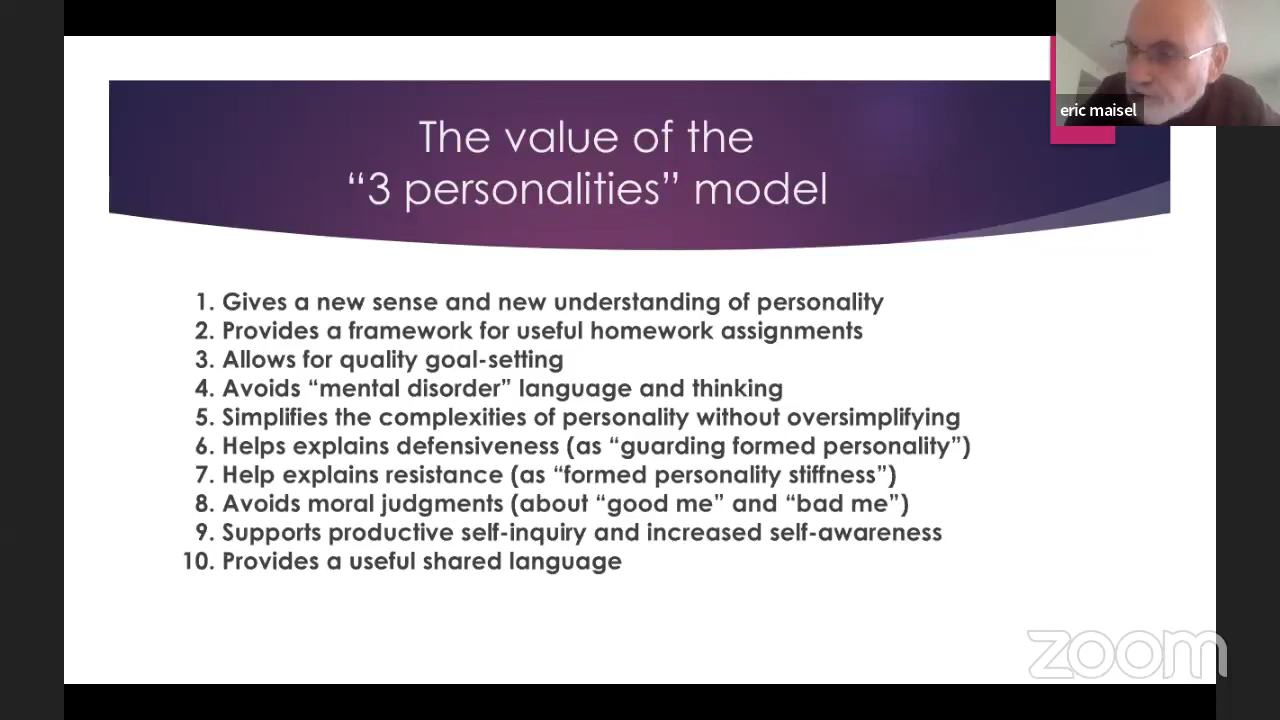 The value of the
“3 personalities” model
eric maisel
1. Gives a new sense and new understanding of personality
2. Provides a framework for useful homework assignments
3. Allows for quality goal-setting
4. Avoids “mental disorder” language and thinking
5. Simplifies the complexities of personality without oversimplifying
6. Helps explains defensiveness (as “guarding formed personality”)
7. Help explains resistance (as “formed personality stiffness”)
8. Avoids moral judgments (about “good me” and “bad me”)
9. Supports productive self-inquiry and increased self-awareness
10. Provides a useful shared language
zoom